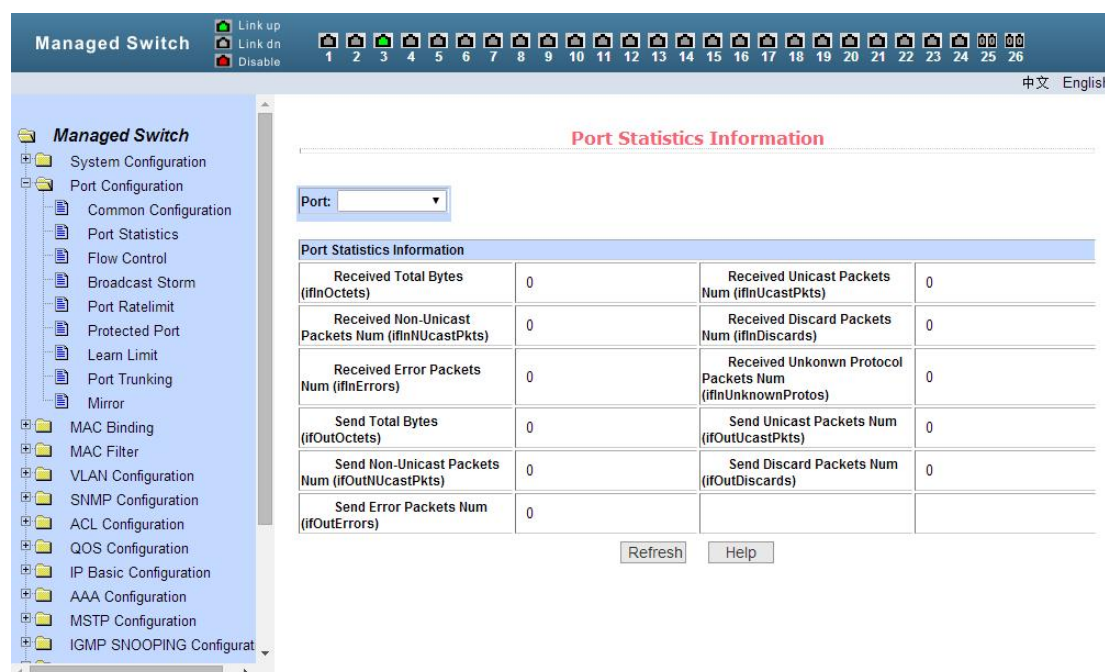 Managed Switch
Link up
Link dn
Disable
1 2 3 4 5 6 7 8 9 10 11 12 13 14 15 16 17 18 19 20 21 22 23 24 25 26
中文 English
Managed Switch
System Configuration
Port Configuration
Common Configuration
Port Statistics
Flow Control
Broadcast Storm
Port Ratelimit
Protected Port
Learn Limit
Port Trunking
Mirror
MAC Binding
MAC Filter
VLAN Configuration
SNMP Configuration
ACL Configuration
QOS Configuration
IP Basic Configuration
AAA Configuration
MSTP Configuration
IGMP SNOOPING Configurat
Port Statistics Information
Port:
Port Statistics Information
Received Total Bytes
(ifInOctets)
0
Received Unicast Packets
Num (ifInUcastPkts)
0
Received Non-Unicast
Packets Num (ifInNUcastPkts)
0
Received Discard Packets
Num (ifInDiscards)
0
Received Error Packets
Num (ifInErrors)
0
Received Unkonwn Protocol
Packets Num
(ifInUnknownProtos)
0
Send Total Bytes
(ifOutOctets)
0
Send Unicast Packets Num
(ifOutUcastPkts)
0
Send Non-Unicast Packets
Num (ifOutNUcastPkts)
0
Send Discard Packets Num
(ifOutDiscards)
0
Send Error Packets Num
(ifOutErrors)
0
Refresh
Help